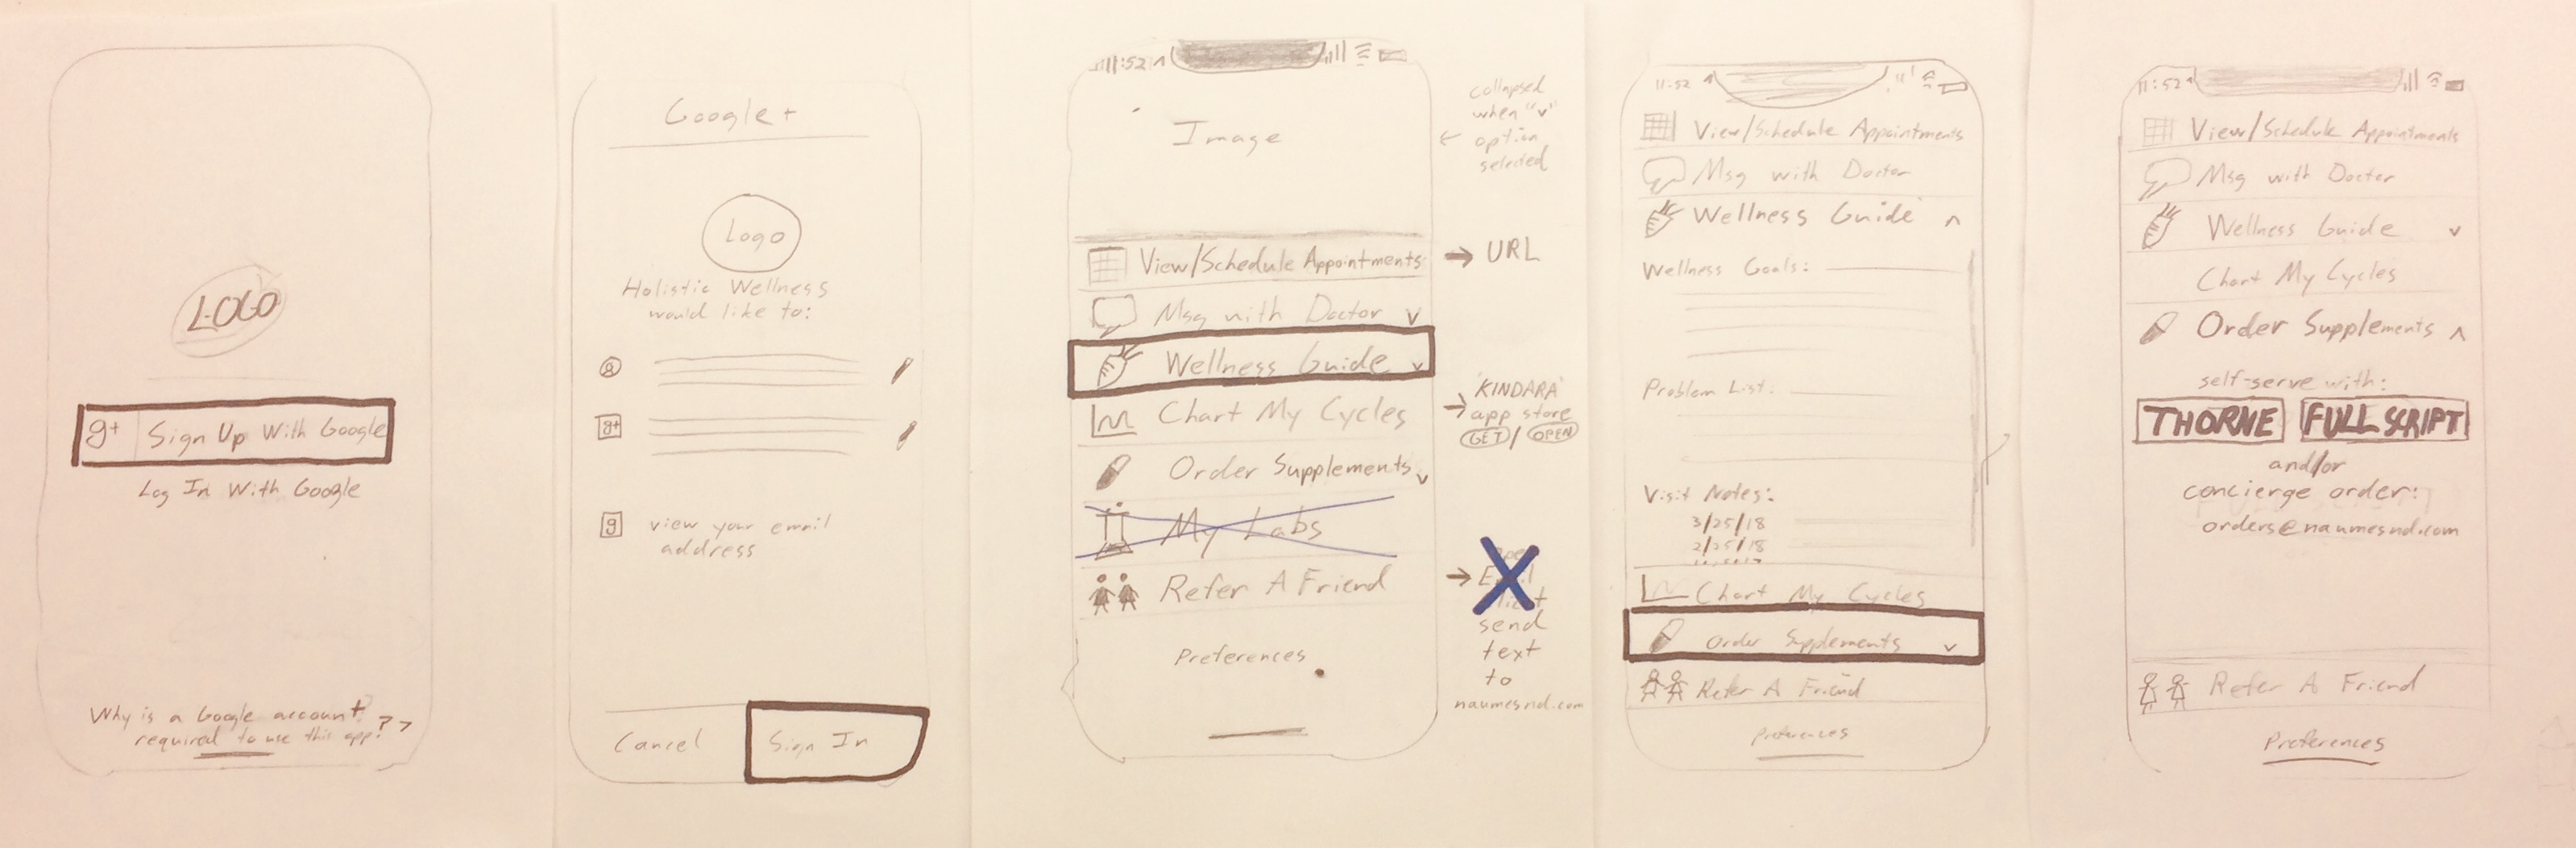 LOGO
g+ Sign Up With Google
Log In With Google
Why is a Google account
required to use this app? >
Google +
Logo
Holistic Wellness
would like to:
g+
g view your email
address
Cancel
Sign In
11:52
Image
View/Schedule Appointments
Msg with Doctor v
Wellness Guide v
Chart My Cycles
Order Supplements v
My Labs
Refer A Friend
Preferences
collapsed
when "v"
← option
selected
→ URL
'KINDARA'
→ app store
GET / OPEN
→
send
text
to
naumesnd.com
11:52
View/Schedule Appointments
Msg with Doctor
Wellness Guide ^
Wellness Goals:
Problem List:
Visit Notes:
3/25/18
2/25/18
Chart My Cycles
Order Supplements v
Refer A Friend
Preferences
11:52
View/Schedule Appointments
Msg with Doctor
Wellness Guide v
Chart My Cycles
Order Supplements ^
self-serve with:
THORNE FULL SCRIPT
and/or
concierge order:
orders@naumesnd.com
Refer A Friend
Preferences